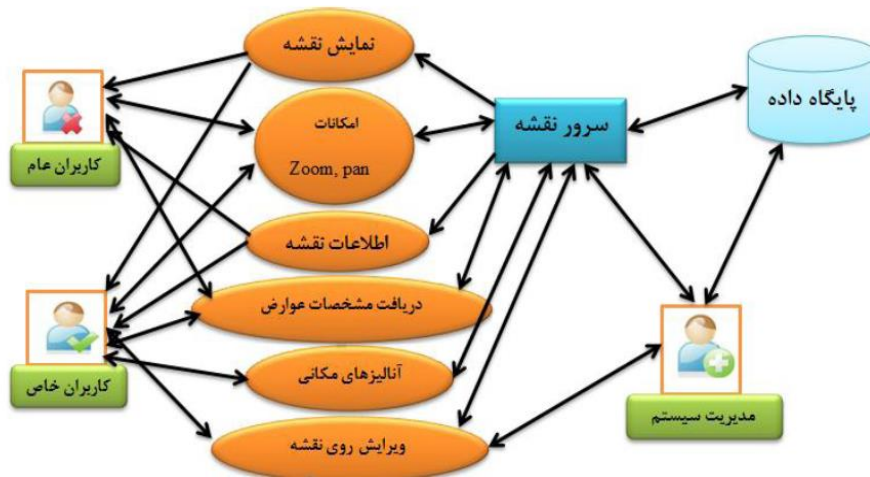 نمایش نقشه
امکانات
Zoom, pan
اطلاعات نقشه
دریافت مشخصات عوارض
آنالیزهای مکانی
ویرایش روی نقشه
سرور نقشه
پایگاه داده
کاربران عام
کاربران خاص
مدیریت سیستم